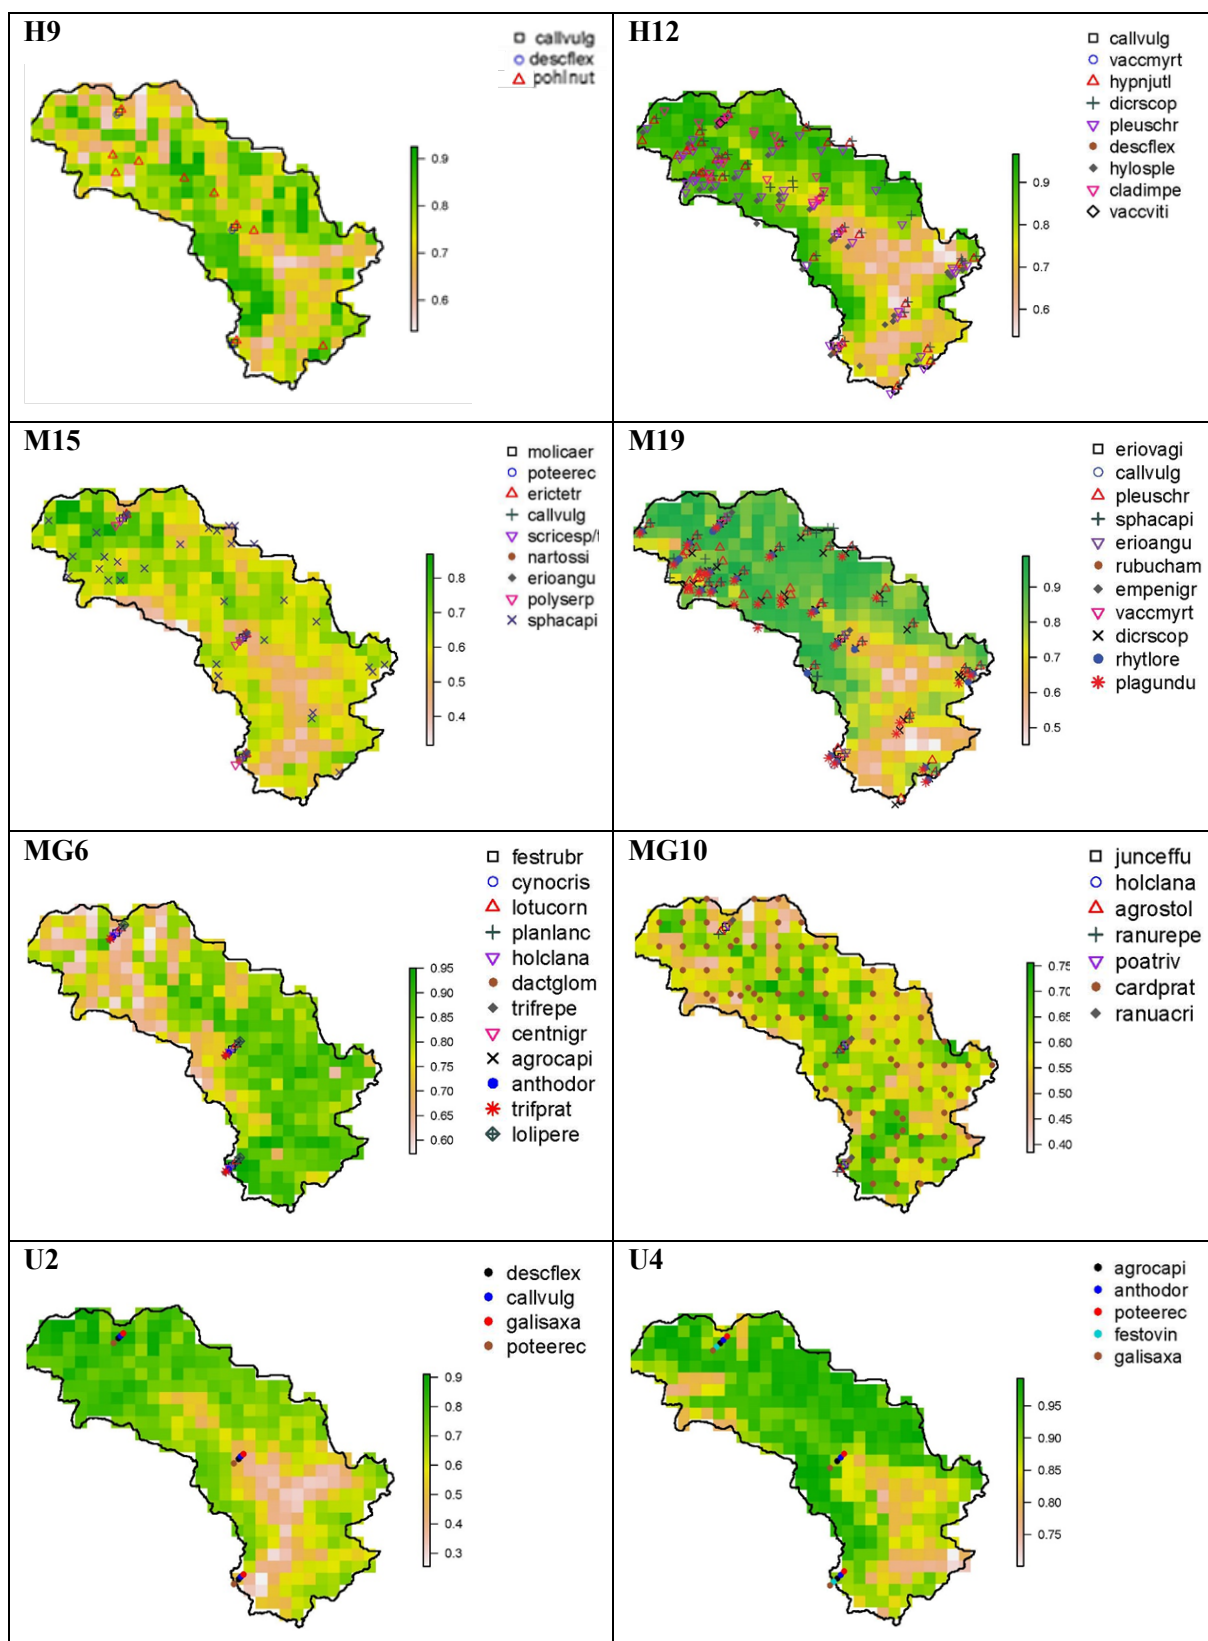 H9
callvulg
descflex
pohlnut
0.9
0.8
0.7
0.6
H12
callvulg
vaccmyrt
hypnjutl
dicrscop
pleuschr
descflex
hylosple
cladimpe
vaccviti
0.9
0.8
0.7
0.6
M15
molicaer
poteerec
erictetr
callvulg
scricesp/
nartossi
erioangu
polyserp
sphacapi
0.8
0.7
0.6
0.5
0.4
M19
eriovagi
callvulg
pleuschr
sphacapi
erioangu
rubucham
empenigr
vaccmyrt
dicrscop
rhytlore
plagundu
0.9
0.8
0.7
0.6
0.5
MG6
festrubr
cynocris
lotucorn
planlanc
holclana
dactglom
trifrepe
centnigr
agrocapi
anthodor
trifprat
lolipere
0.95
0.90
0.85
0.80
0.75
0.70
0.65
0.60
MG10
junceffu
holclana
agrostol
ranurepe
poatriv
cardprat
ranuacri
0.75
0.70
0.65
0.60
0.55
0.50
0.45
0.40
U2
descflex
callvulg
galisaxa
poteerec
0.9
0.8
0.7
0.6
0.5
0.4
0.3
U4
agrocapi
anthodor
poteerec
festovin
galisaxa
0.95
0.90
0.85
0.80
0.75